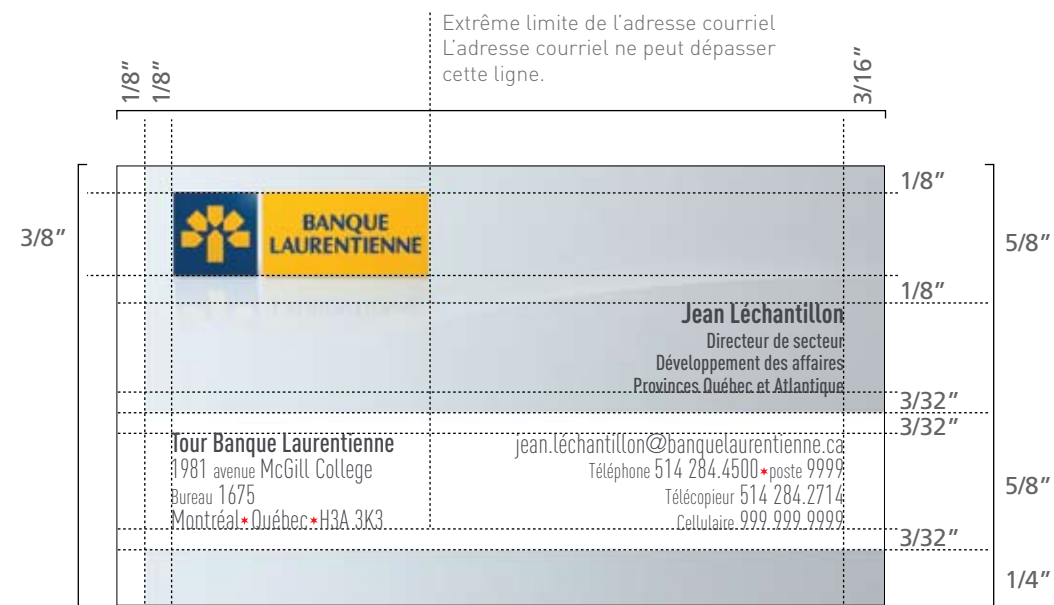 Extrême limite de l'adresse courriel
L'adresse courriel ne peut dépasser
cette ligne.
1/8"
1/8"
3/16"
1/8"
3/8"
5/8"
BANQUE
LAURENTIENNE
1/8"
Jean Léchantillon
Directeur de secteur
Développement des affaires
Provinces Québec et Atlantique
3/32"
3/32"
Tour Banque Laurentienne
1981 avenue McGill College
Bureau 1675
Montréal*Québec*H3A 3K3
jean.léchantillon@banquelaurentienne.ca
Téléphone 514 284.4500*poste 9999
Télécopieur 514 284.2714
Cellulaire 999 999 9999
5/8"
3/32"
1/4"